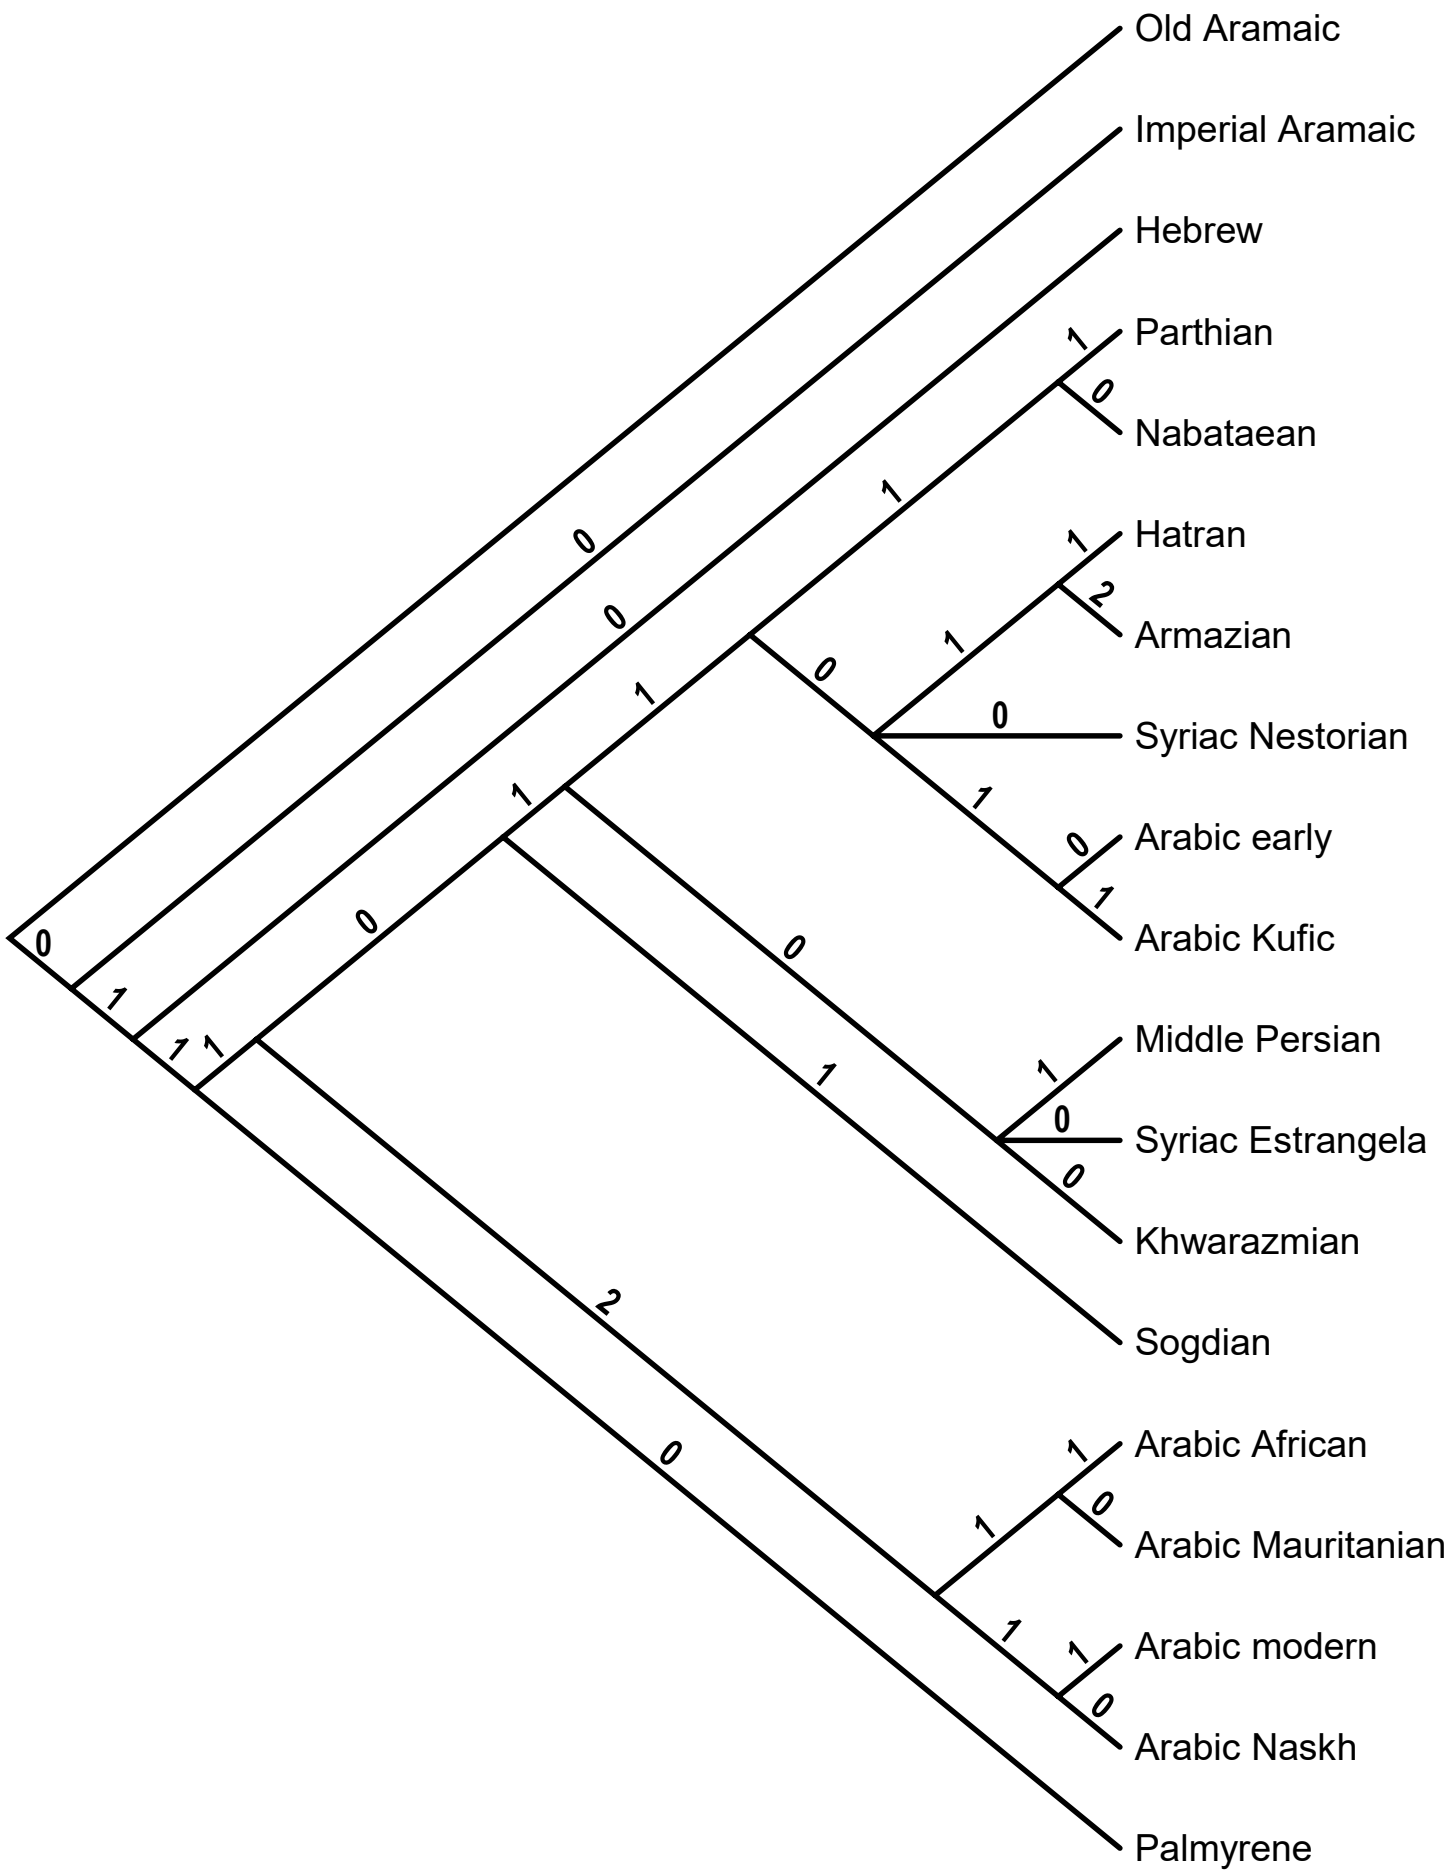 Old Aramaic
Imperial Aramaic
Hebrew
1
Parthian
0
Nabataean
1
1
Hatran
0
2
Armazian
0
1
0
1
0
Syriac Nestorian
1
1
1
0
Arabic early
1
0
Arabic Kufic
0
0
1
1
1
1
Middle Persian
1
0
Syriac Estrangela
0
Khwarazmian
2
Sogdian
0
1
Arabic African
1
0
Arabic Mauritanian
1
1
Arabic modern
0
Arabic Naskh
Palmyrene